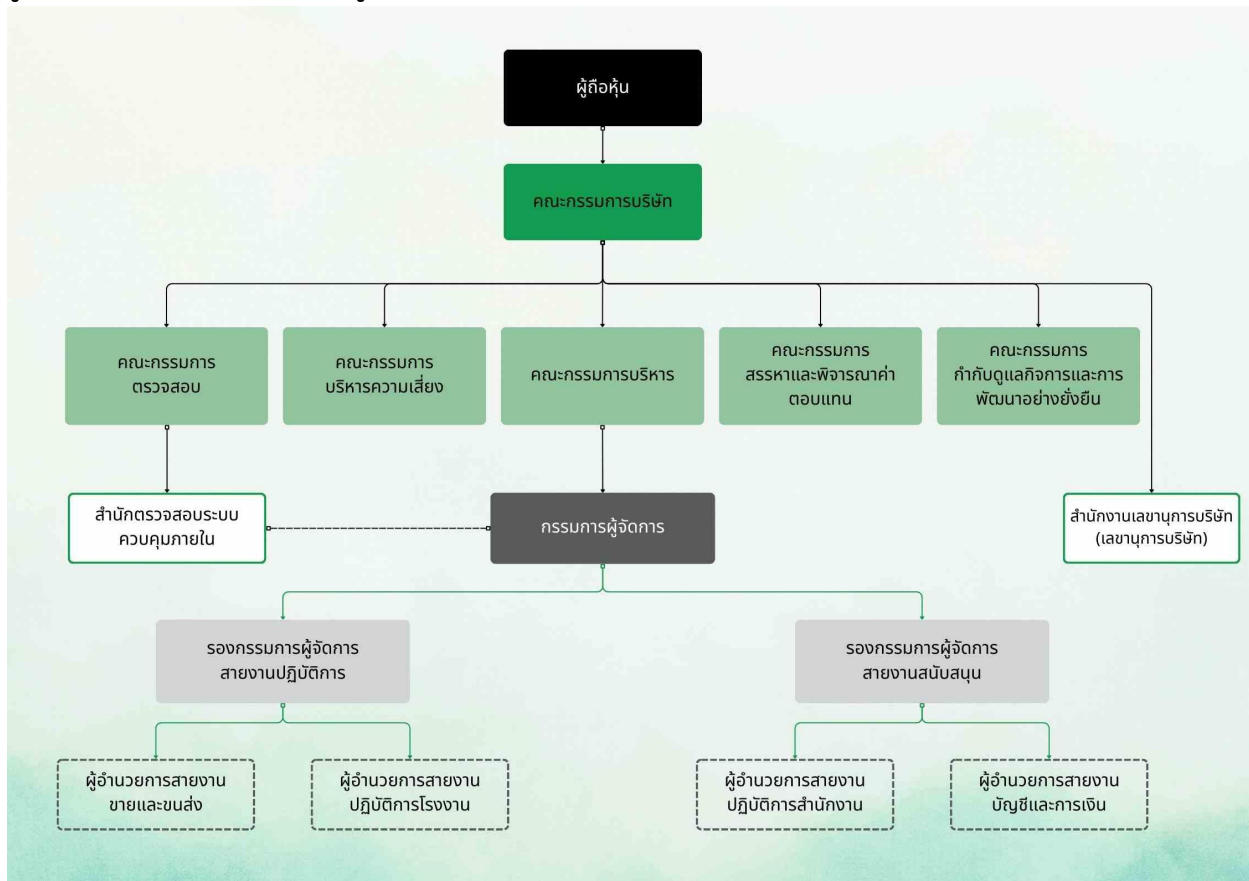 ผู้ถือหุ้น
คณะกรรมการบริษัท
คณะกรรมการ
ตรวจสอบ
คณะกรรมการ
บริหารความเสี่ยง
คณะกรรมการบริหาร
คณะกรรมการ
สรรหาและพิจารณาค่า
ตอบแทน
คณะกรรมการ
กำกับดูแลกิจการและการ
พัฒนาอย่างยั่งยืน
สำนักตรวจสอบระบบ
ควบคุมภายใน
กรรมการผู้จัดการ
สำนักงานเลขานุการบริษัท
(เลขานุการบริษัท)
รองกรรมการผู้จัดการ
สายงานปฏิบัติการ
รองกรรมการผู้จัดการ
สายงานสนับสนุน
ผู้อำนวยการสายงาน
ขายและขนส่ง
ผู้อำนวยการสายงาน
ปฏิบัติการโรงงาน
ผู้อำนวยการสายงาน
ปฏิบัติการสำนักงาน
ผู้อำนวยการสายงาน
บัญชีและการเงิน